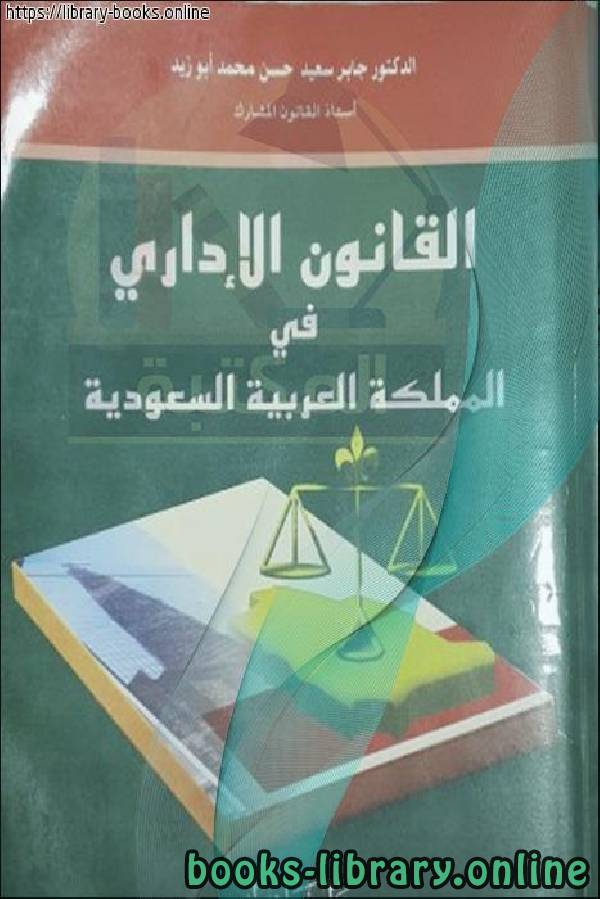 https://library-books.online
الدكتور جابر سعيد حسن محمد أبو زيد
أستاذ القانون المشارك
القانون الإداري
في
المكتبة
المملكة العربية السعودية
books-library.online